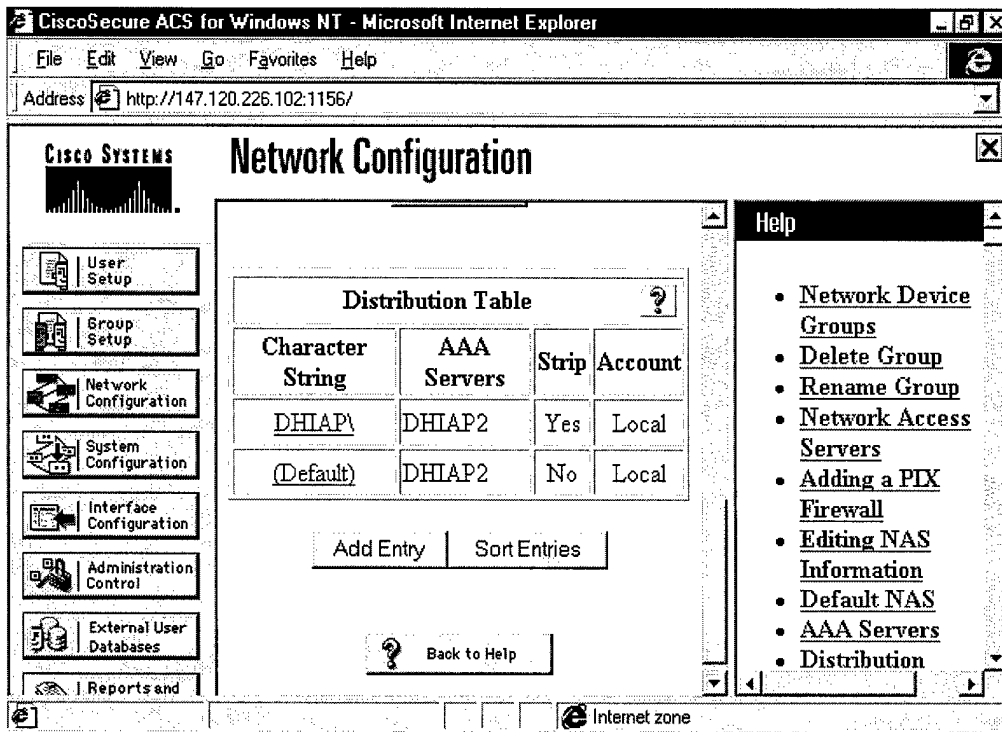 CiscoSecure ACS for Windows NT - Microsoft Internet Explorer
File Edit View Go Favorites Help
Address http://147.120.226.102:1156/
CISCO SYSTEMS
Network Configuration
User
Setup
Group
Setup
Network
Configuration
System
Configuration
Interface
Configuration
Administration
Control
External User
Databases
Reports and
Distribution Table
Character
String
AAA
Servers
Strip
Account
DHIAP\ DHIAP2 Yes Local
(Default) DHIAP2 No Local
Add Entry
Sort Entries
Back to Help
Help
Network Device
Groups
Delete Group
Rename Group
Network Access
Servers
Adding a PIX
Firewall
Editing NAS
Information
Default NAS
AAA Servers
Distribution
Internet zone